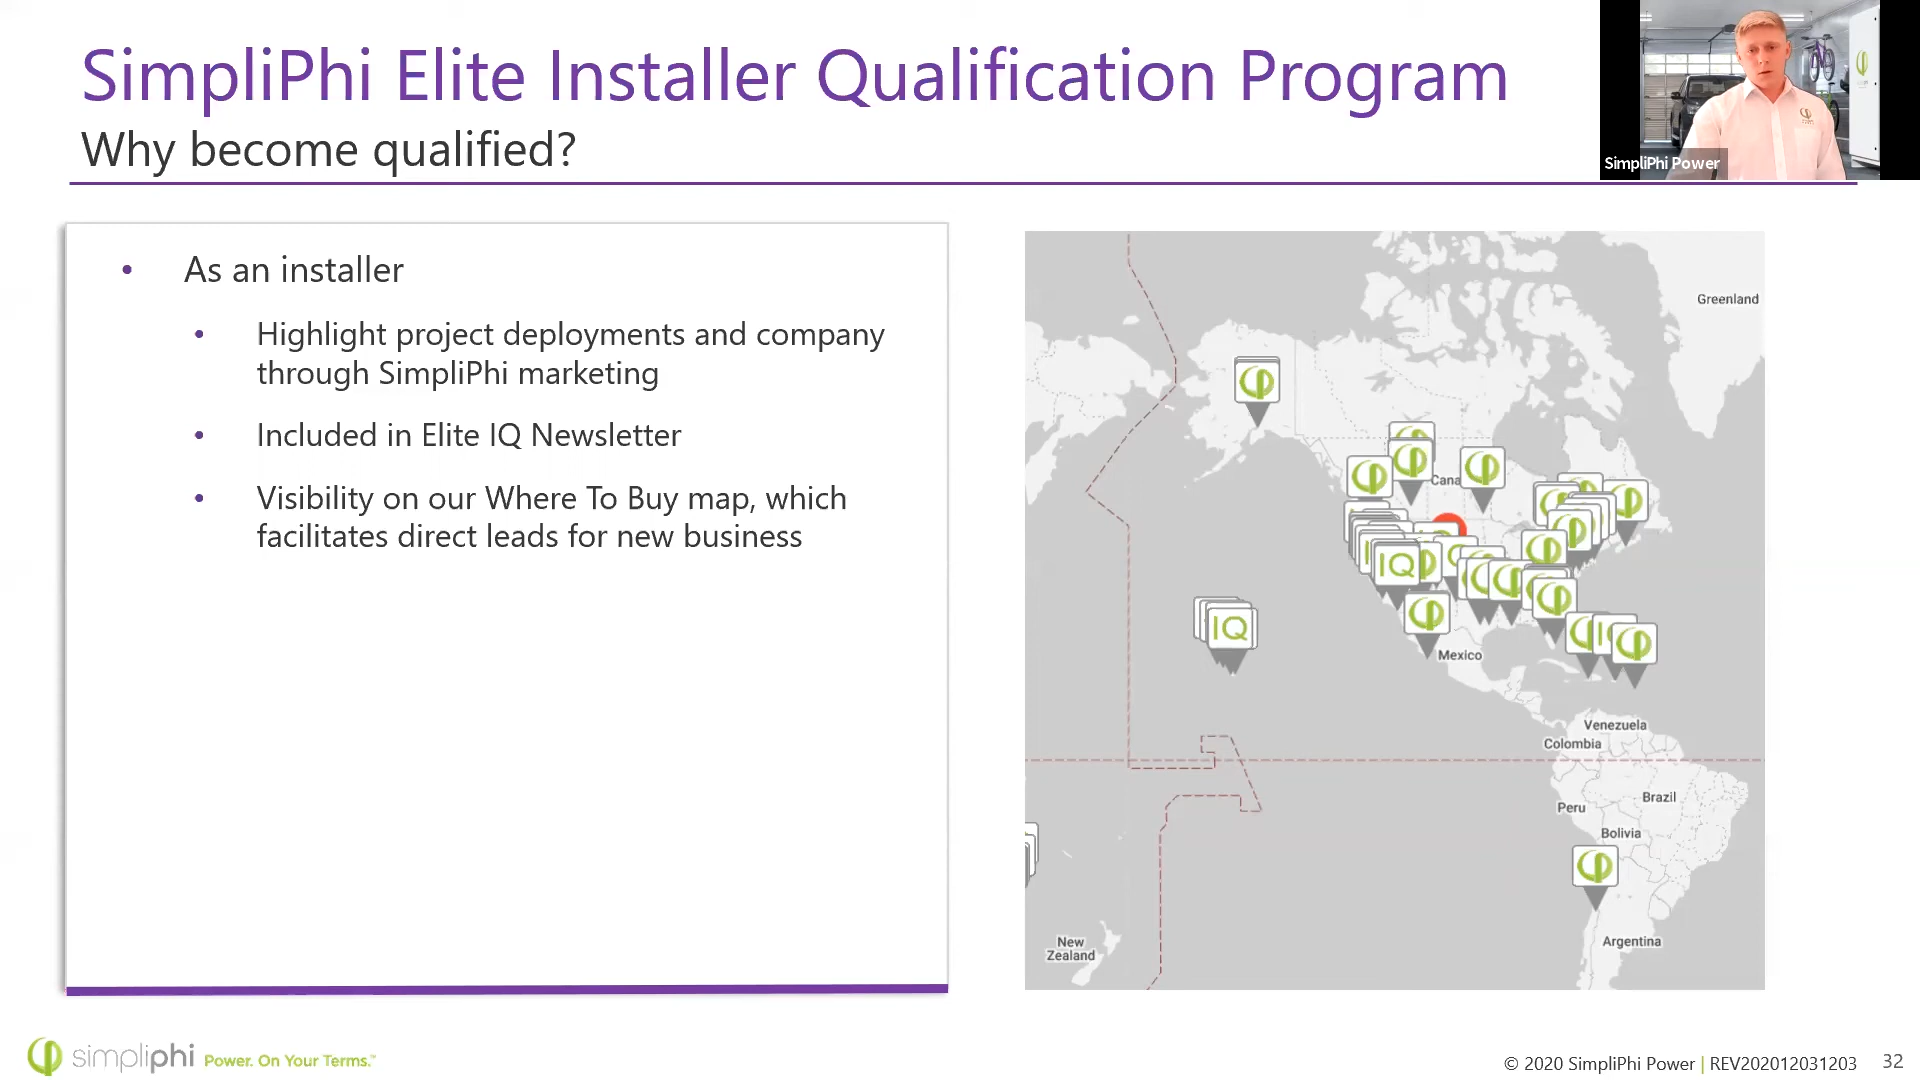 SimpliPhi Elite Installer Qualification Program
Why become qualified?
SimpliPhi Power
• As an installer
• Highlight project deployments and company
through SimpliPhi marketing
• Included in Elite IQ Newsletter
• Visibility on our Where To Buy map, which
facilitates direct leads for new business
Greenland
Cana
IQ
IQ
Mexico
Venezuela
Colombia
Brazil
Peru
Bolivia
New
Zealand
Argentina
simpliphi Power. On Your Terms.™
© 2020 SimpliPhi Power | REV202012031203 32